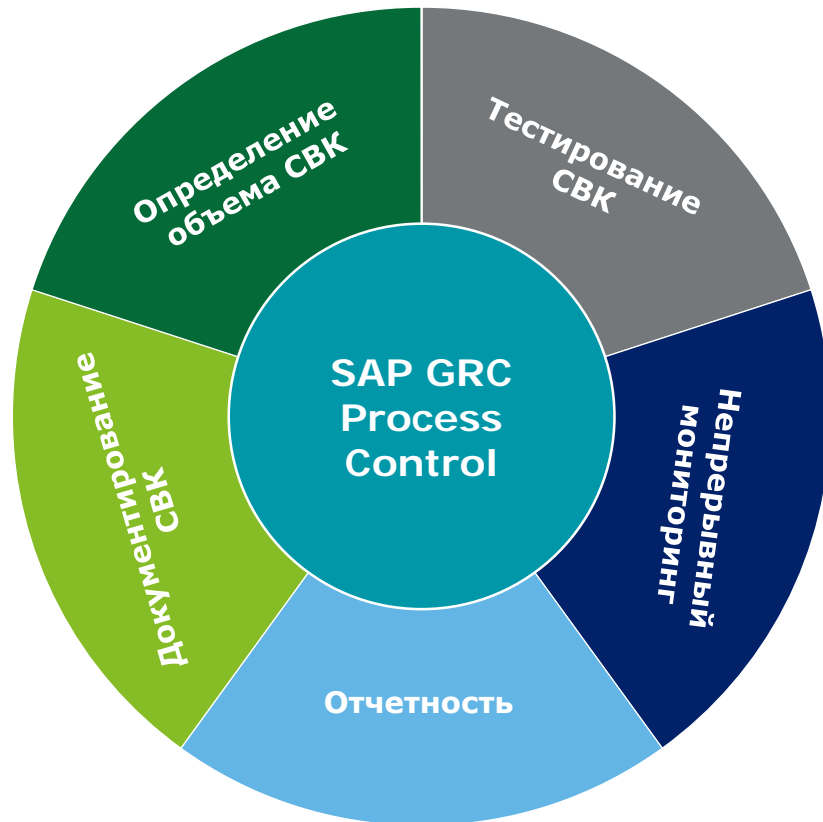 Определение
объема СВК
Тестирование
СВК
SAP GRC
Process
Control
Непрерывный
мониторинг
Документирование
СВК
Отчетность